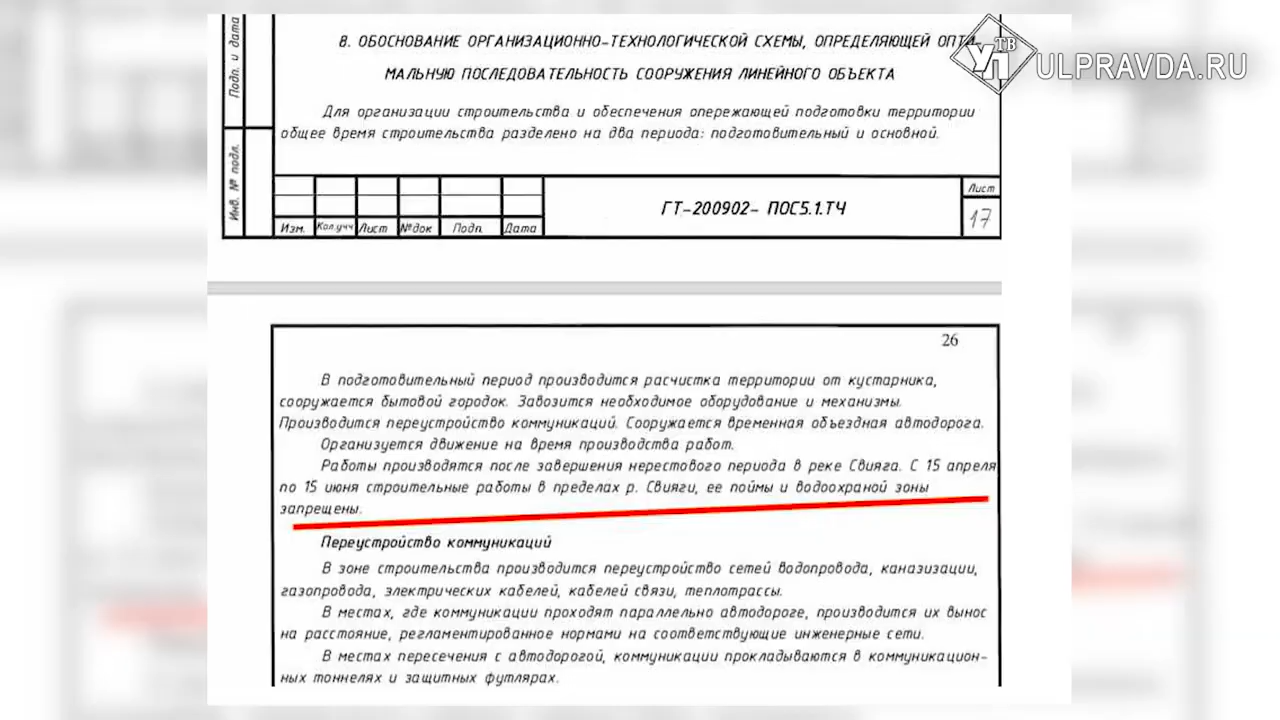 УП ТВ ULPRAVDA.RU
Подп. и дата
Инв. № подл.
8. ОБОСНОВАНИЕ ОРГАНИЗАЦИОННО-ТЕХНОЛОГИЧЕСКОЙ СХЕМЫ, ОПРЕДЕЛЯЮЩЕЙ ОПТИ
МАЛЬНУЮ ПОСЛЕДОВАТЕЛЬНОСТЬ СООРУЖЕНИЯ ЛИНЕЙНОГО ОБЪЕКТА
Для организации строительства и обеспечения опережающей подготовки территории
общее время строительства разделено на два периода: подготовительный и основной.
Изм. Кол.учч Лист №док Подп. Дата
ГТ-200902- ПОС5.1.ТЧ
Лист
17
26
В подготовительный период производится расчистка территории от кустарника,
сооружается бытовой городок. Завозится необходимое оборудование и механизмы.
Производится переустройство коммуникаций. Сооружается временная объездная автодорога.
Организуется движение на время производства работ.
Работы производятся после завершения нерестового периода в реке Свияга. С 15 апреля
по 15 июня строительные работы в пределах р. Свияги, ее поймы и водоохраной зоны
запрещены.
Переустройство коммуникаций
В зоне строительства производится переустройство сетей водопровода, каназизации,
газопровода, электрических кабелей, кабелей связи, теплотрассы.
В местах, где коммуникации проходят параллельно автодороге, производится их вынос
на расстояние, регламентированное нормами на соответствующие инженерные сети.
В местах пересечения с автодорогой, коммуникации прокладываются в коммуникацион-
ных тоннелях и защитных футлярах.